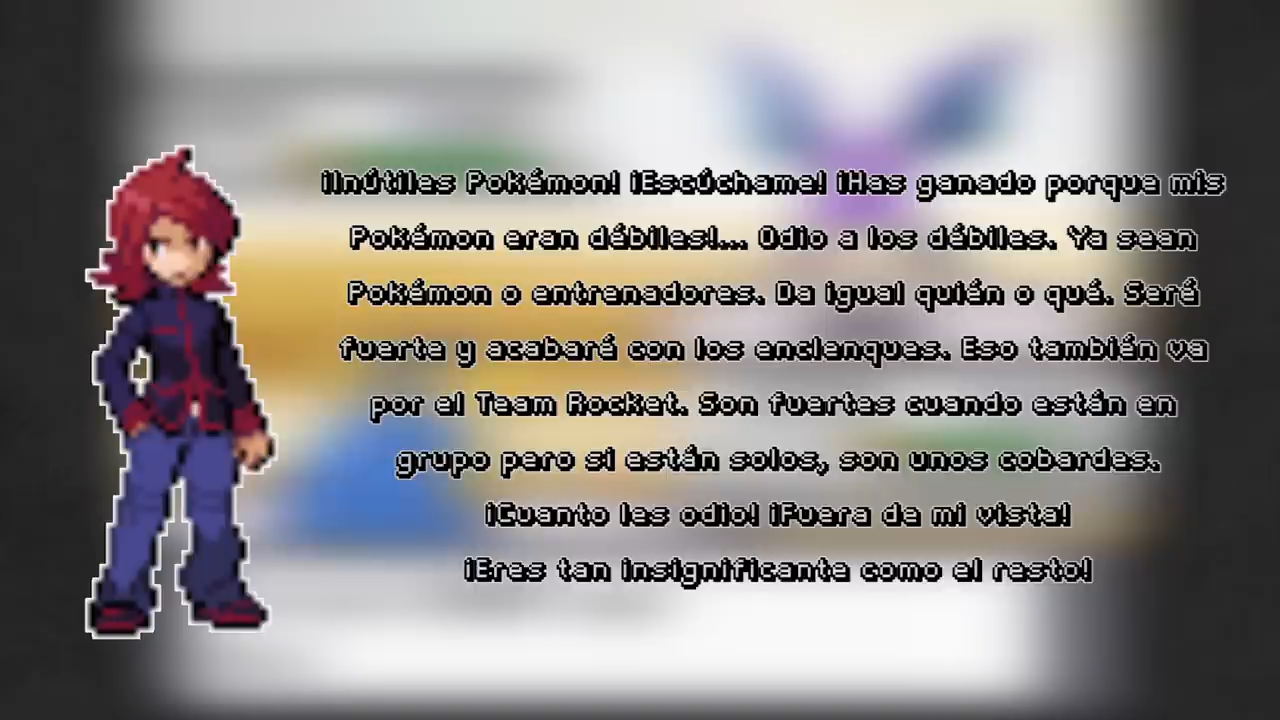 ¡Inútiles Pokémon! ¡Escúchame! ¡Has ganado porque mis
Pokémon eran débiles!... Odio a los débiles. Ya sean
Pokémon o entrenadores. Da igual quién o qué. Seré
fuerte y acabaré con los enclenques. Eso también va
por el Team Rocket. Son fuertes cuando están en
grupo pero si están solos, son unos cobardes.
¡Cuanto les odio! ¡Fuera de mi vista!
¡Eres tan insignificante como el resto!